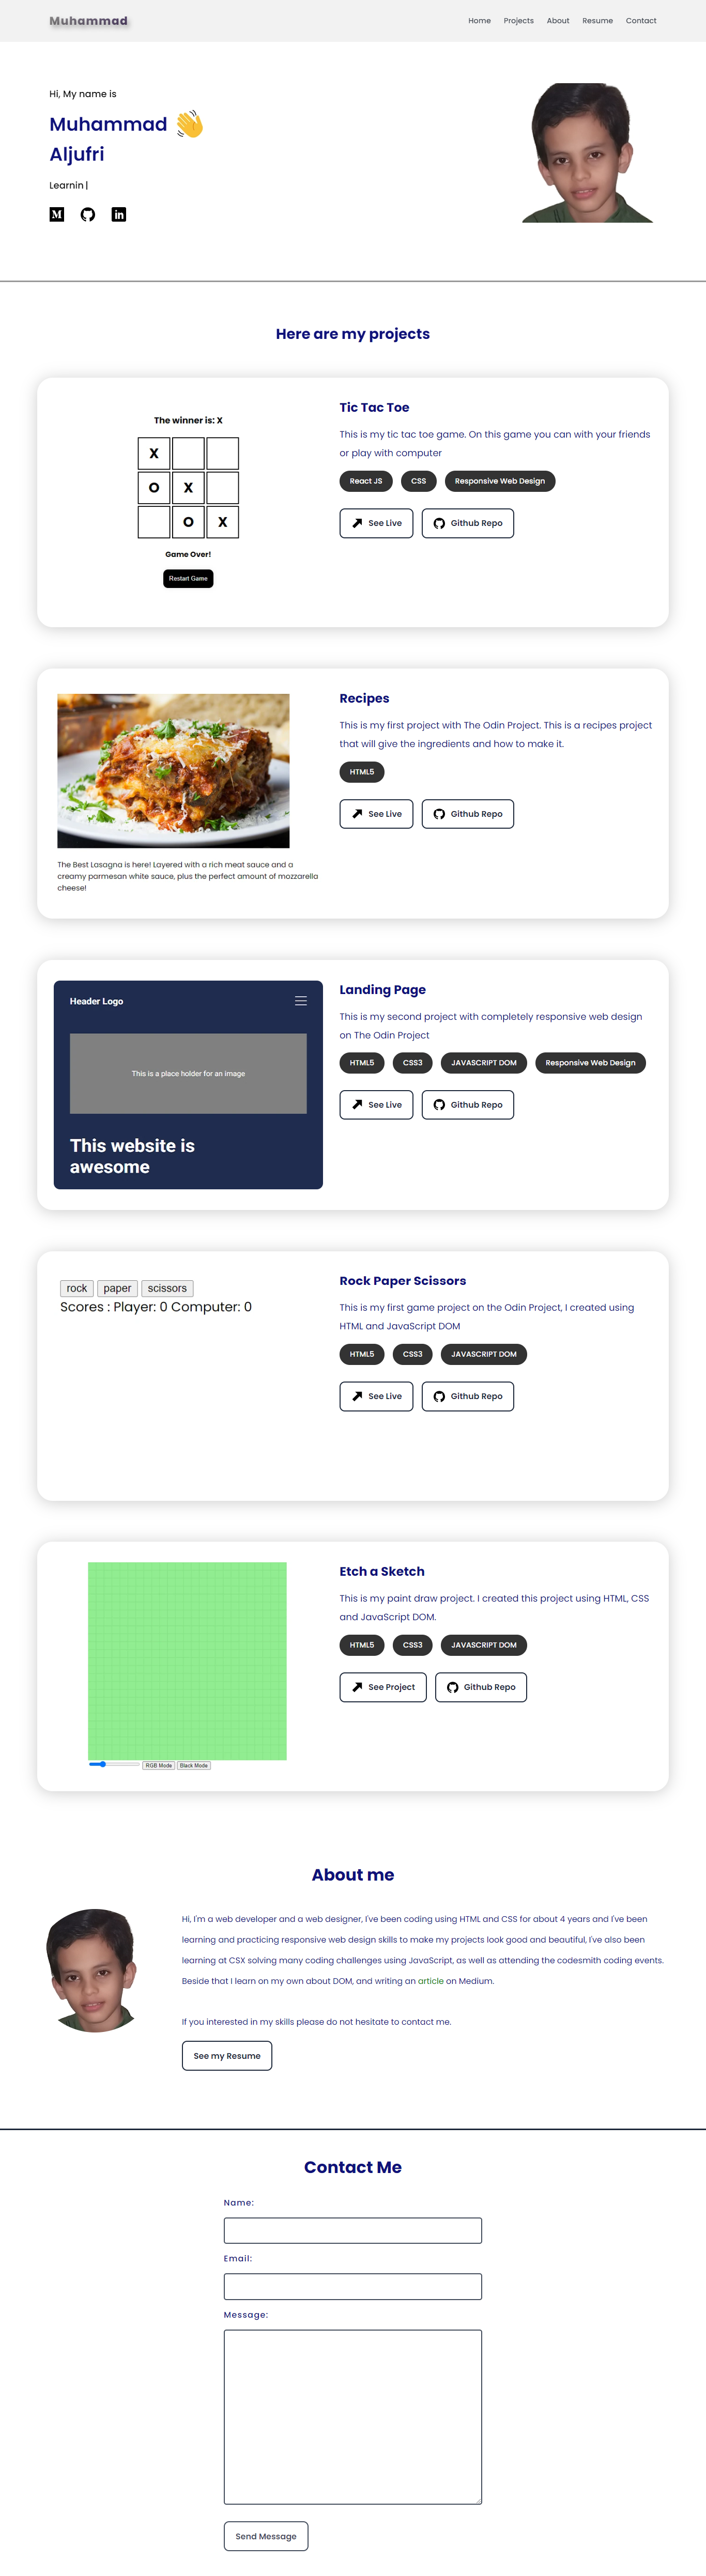 Muhammad
Home Projects About Resume Contact
Hi, My name is
Muhammad 👋
Aljufri
Learnin|
Here are my projects
The winner is: X
X
O X
O X
Game Over!
Restart Game
Tic Tac Toe
This is my tic tac toe game. On this game you can with your friends
or play with computer
React JS CSS Responsive Web Design
See Live Github Repo
The Best Lasagna is here! Layered with a rich meat sauce and a
creamy parmesan white sauce, plus the perfect amount of mozzarella
cheese!
Recipes
This is my first project with The Odin Project. This is a recipes project
that will give the ingredients and how to make it.
HTML5
See Live Github Repo
Header Logo
This is a place holder for an image
This website is
awesome
Landing Page
This is my second project with completely responsive web design
on The Odin Project
HTML5 CSS3 JAVASCRIPT DOM Responsive Web Design
See Live Github Repo
rock paper scissors
Scores : Player: 0 Computer: 0
Rock Paper Scissors
This is my first game project on the Odin Project, I created using
HTML and JavaScript DOM
HTML5 CSS3 JAVASCRIPT DOM
See Live Github Repo
RGB Mode Black Mode
Etch a Sketch
This is my paint draw project. I created this project using HTML, CSS
and JavaScript DOM.
HTML5 CSS3 JAVASCRIPT DOM
See Project Github Repo
About me
Hi, I'm a web developer and a web designer, I've been coding using HTML and CSS for about 4 years and I've been
learning and practicing responsive web design skills to make my projects look good and beautiful, I've also been
learning at CSX solving many coding challenges using JavaScript, as well as attending the codesmith coding events.
Beside that I learn on my own about DOM, and writing an article on Medium.
If you interested in my skills please do not hesitate to contact me.
See my Resume
Contact Me
Name:
Email:
Message:
Send Message